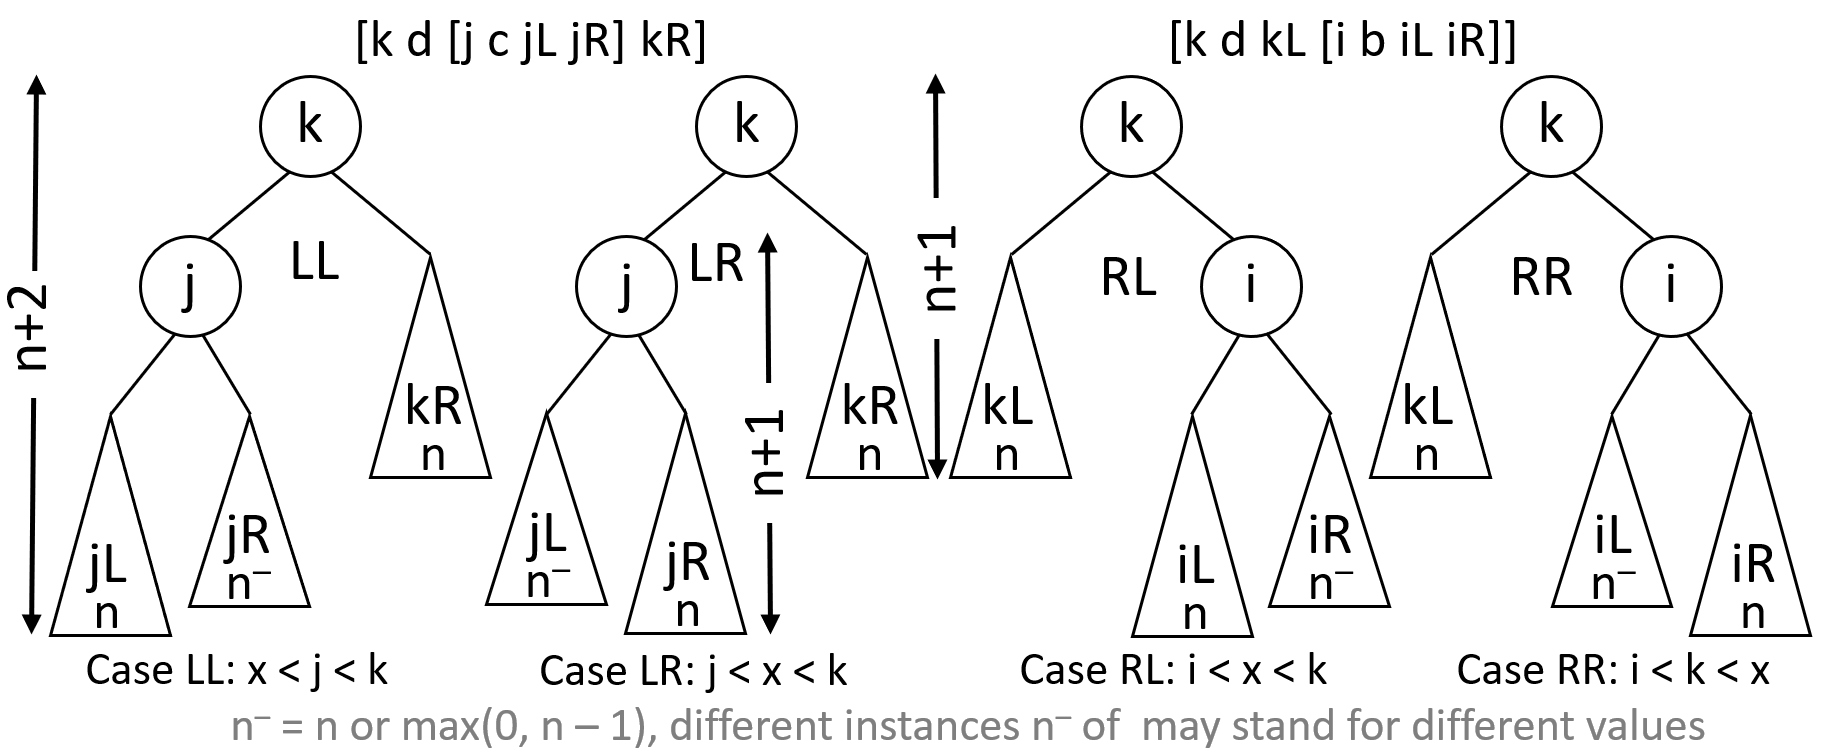 [k d [j c jL jR] kR]
[k d kL [i b iL iR]]
k
k
k
k
j
LL
j
LR
RL
i
RR
i
n+2
n+1
n+1
kR
n
kR
n
kL
n
kL
n
jL
n
jR
n–
jL
n–
jR
n
iL
n
iR
n–
iL
n–
iR
n
Case LL: x < j < k
Case LR: j < x < k
Case RL: i < x < k
Case RR: i < k < x
n– = n or max(0, n – 1), different instances n– of may stand for different values